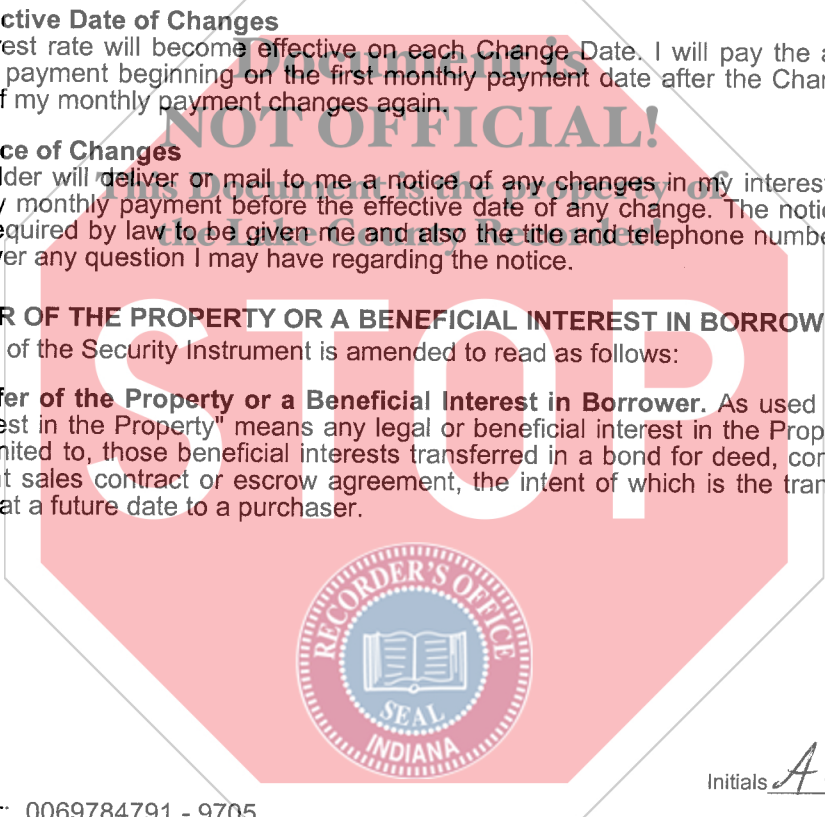 ctive Date of Changes
est rate will become effective on each Change Date. I will pay the a
payment beginning on the first monthly payment date after the Char
f my monthly payment changes again.
Document is
NOT OFFICIAL!
This Document is the property of
the Lake County Recorder!
ce of Changes
lder will deliver or mail to me a notice of any changes in my interest
y monthly payment before the effective date of any change. The notic
equired by law to be given me and also the title and telephone numbe
er any question I may have regarding the notice.
R OF THE PROPERTY OR A BENEFICIAL INTEREST IN BORROW
of the Security Instrument is amended to read as follows:
fer of the Property or a Beneficial Interest in Borrower. As used
est in the Property" means any legal or beneficial interest in the Prop
nited to, those beneficial interests transferred in a bond for deed, con
t sales contract or escrow agreement, the intent of which is the tran
at a future date to a purchaser.
STOP
RECORDER'S OFFICE
SEAL
INDIANA
Initials A
0069784791 - 9705